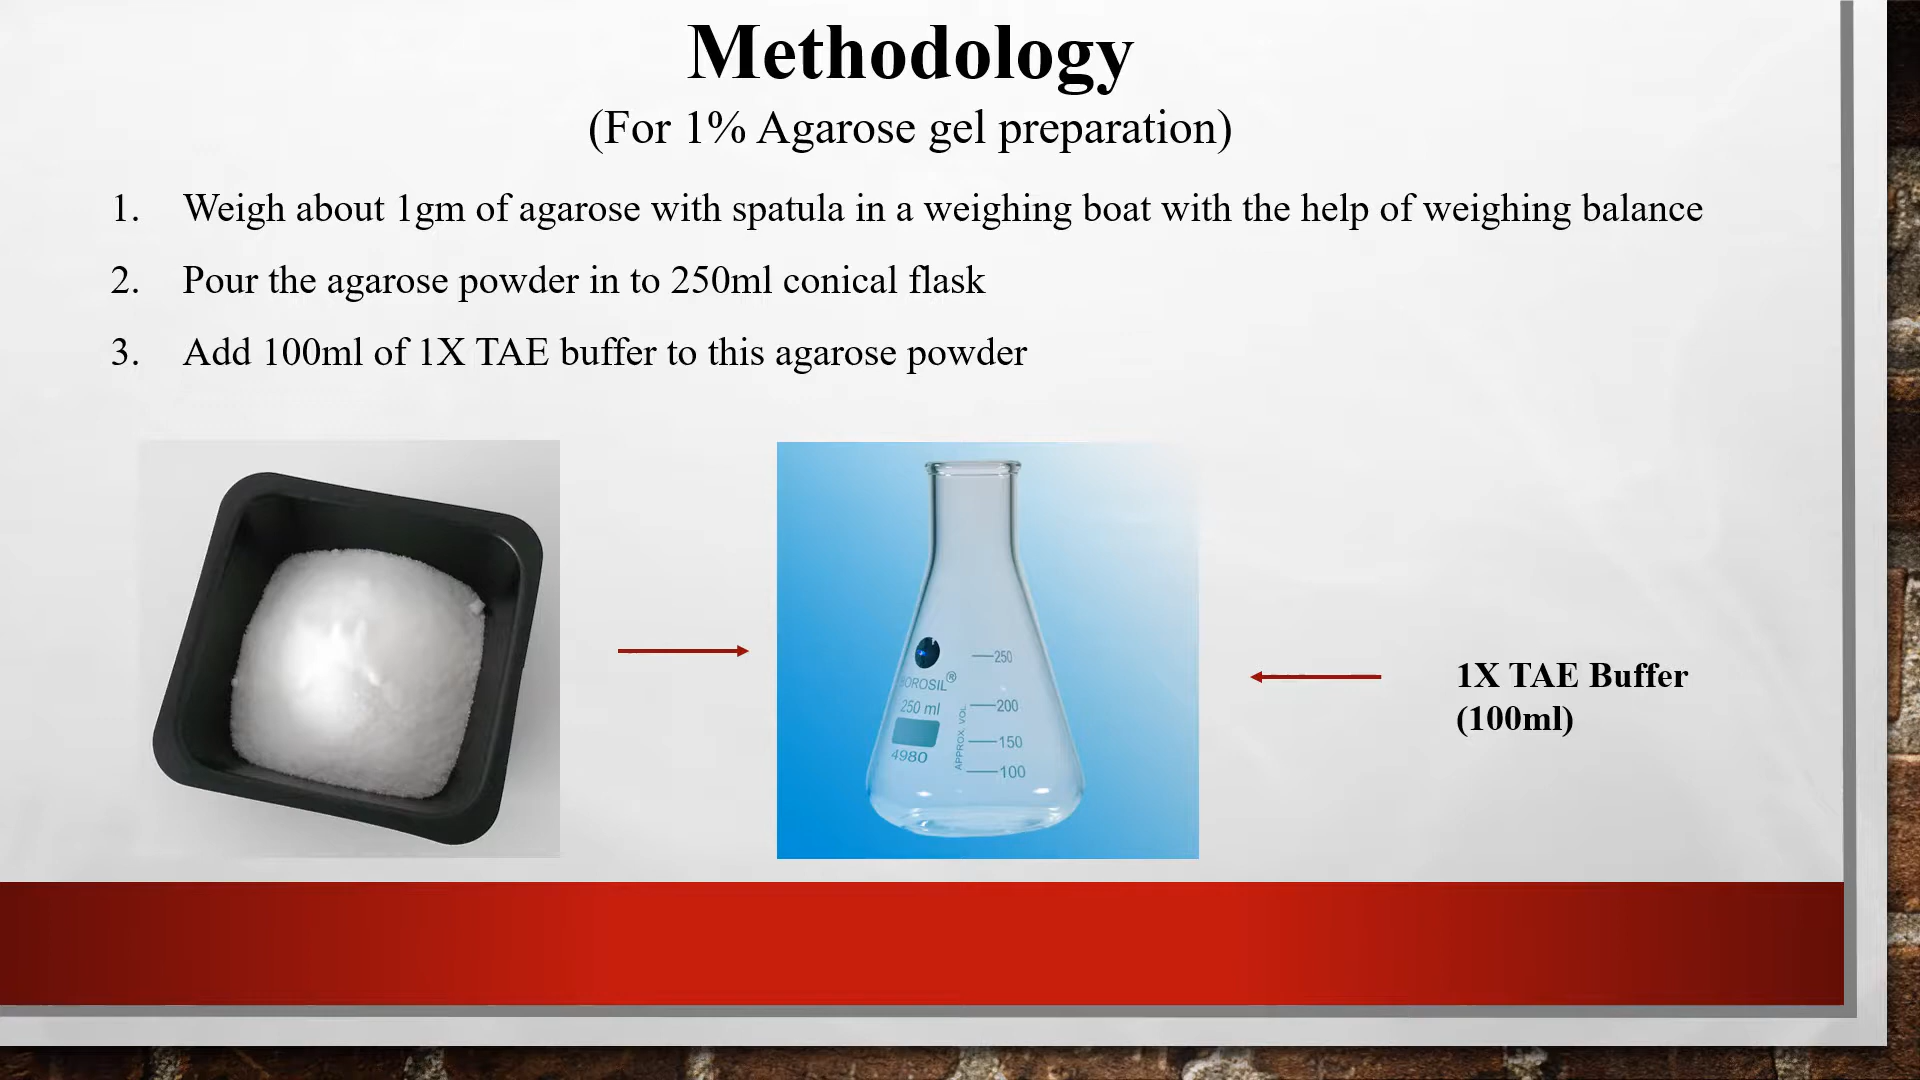 Methodology
(For 1% Agarose gel preparation)
1. Weigh about 1gm of agarose with spatula in a weighing boat with the help of weighing balance
2. Pour the agarose powder in to 250ml conical flask
3. Add 100ml of 1X TAE buffer to this agarose powder
250
BOROSIL®
250 ml
200
APPROX. VOL.
150
4980
100
1X TAE Buffer
(100ml)